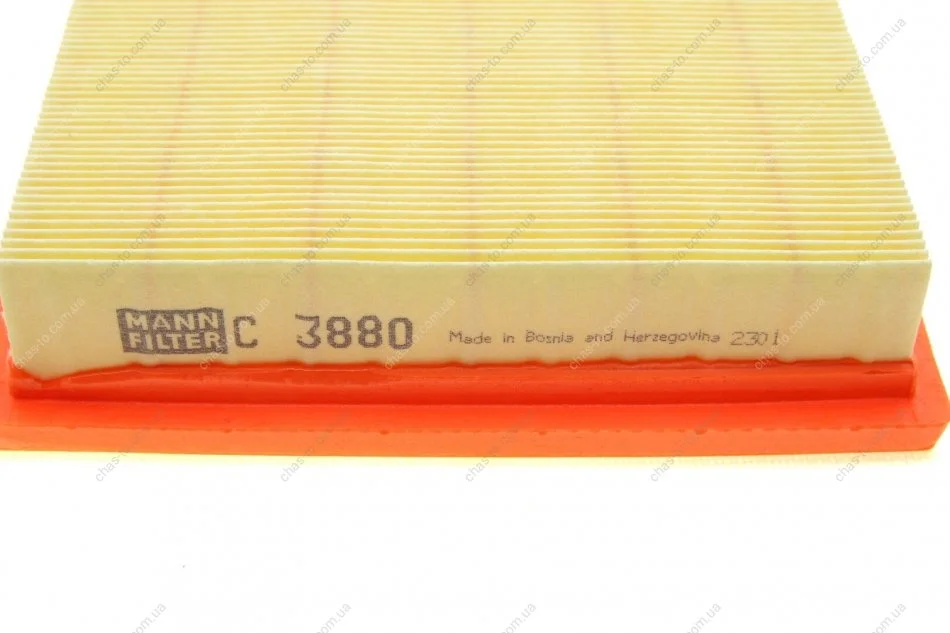 MANN
FILTER
C 3880
Made in Bosnia and Herzegovina 2301
chas-to.com.ua